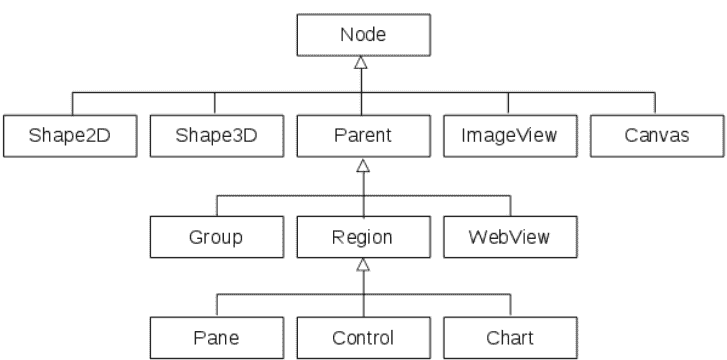 Node
Shape2D Shape3D Parent ImageView Canvas
Group Region WebView
Pane Control Chart